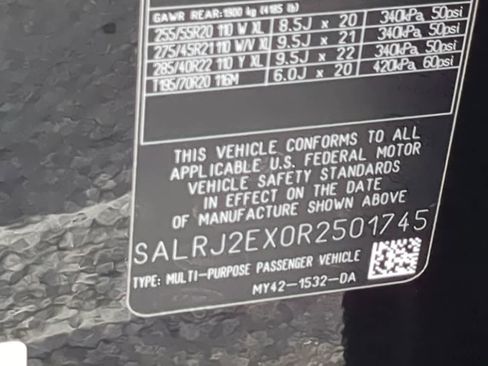 GAWR REAR:1900 kg (4185 lb)
255/55R20 110 W XL 8.5J x 20 340kPa 50psi
275/45R21 110 W/V XL 9.5J x 21 340kPa 50psi
285/40R22 110 Y XL 9.5J x 22 340kPa 50psi
T195/70R20 116M 6.0J x 20 420kPa 60psi
THIS VEHICLE CONFORMS TO ALL
APPLICABLE U.S. FEDERAL MOTOR
VEHICLE SAFETY STANDARDS
IN EFFECT ON THE DATE
OF MANUFACTURE SHOWN ABOVE
SALRJ2EX0R2501745
TYPE: MULTI-PURPOSE PASSENGER VEHICLE
MY42-1532-DA